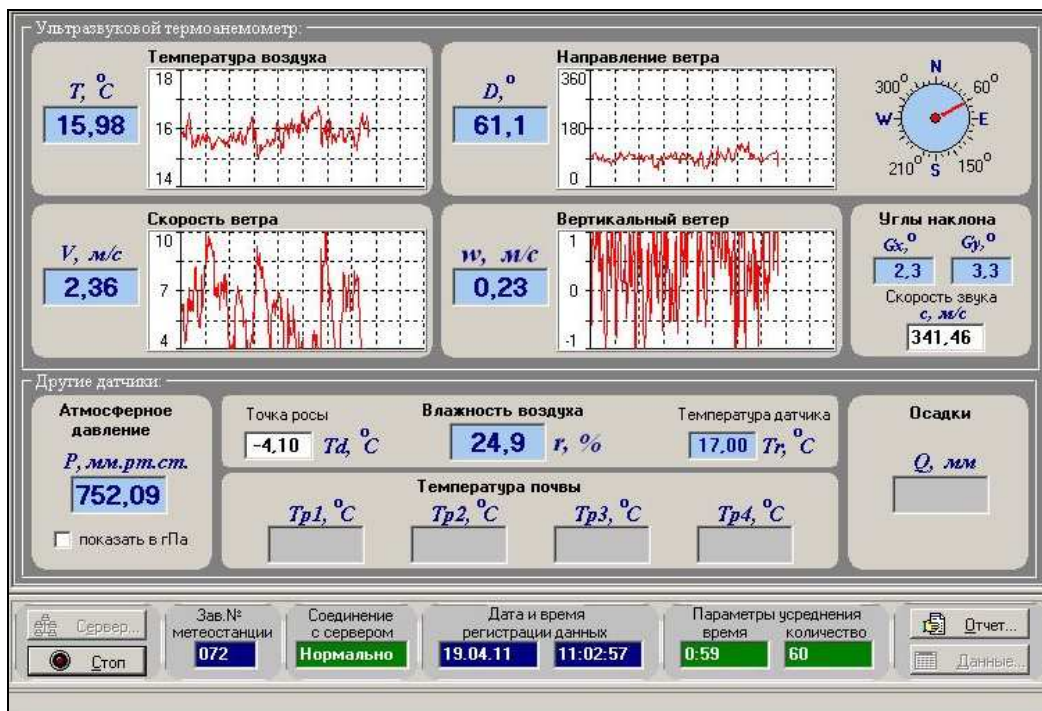 Ультразвуковой термоанемометр:
Температура воздуха
T, °C
15,98
18
16
14
Направление ветра
D,°
61,1
360
180
0
N
300° 60°
W E
210° 150°
S
Скорость ветра
V, м/с
2,36
10
7
4
Вертикальный ветер
w, м/с
0,23
1
0
-1
Углы наклона
Gx,° Gy,°
2,3 3,3
Скорость звука
c, м/с
341,46
Другие датчики:
Атмосферное
давление
P, мм.рт.ст.
752,09
показать в гПа
Точка росы
-4,10 Td, °C
Влажность воздуха
24,9 r, %
Температура датчика
17,00 Tr, °C
Температура почвы
Tp1, °C Tp2, °C Tp3, °C Tp4, °C
Осадки
Q, мм
Сервер...
Стоп
Зав.№
метеостанции
072
Соединение
с сервером
Нормально
Дата и время
регистрации данных
19.04.11 11:02:57
Параметры усреднения
время количество
0:59 60
Отчет...
Данные...